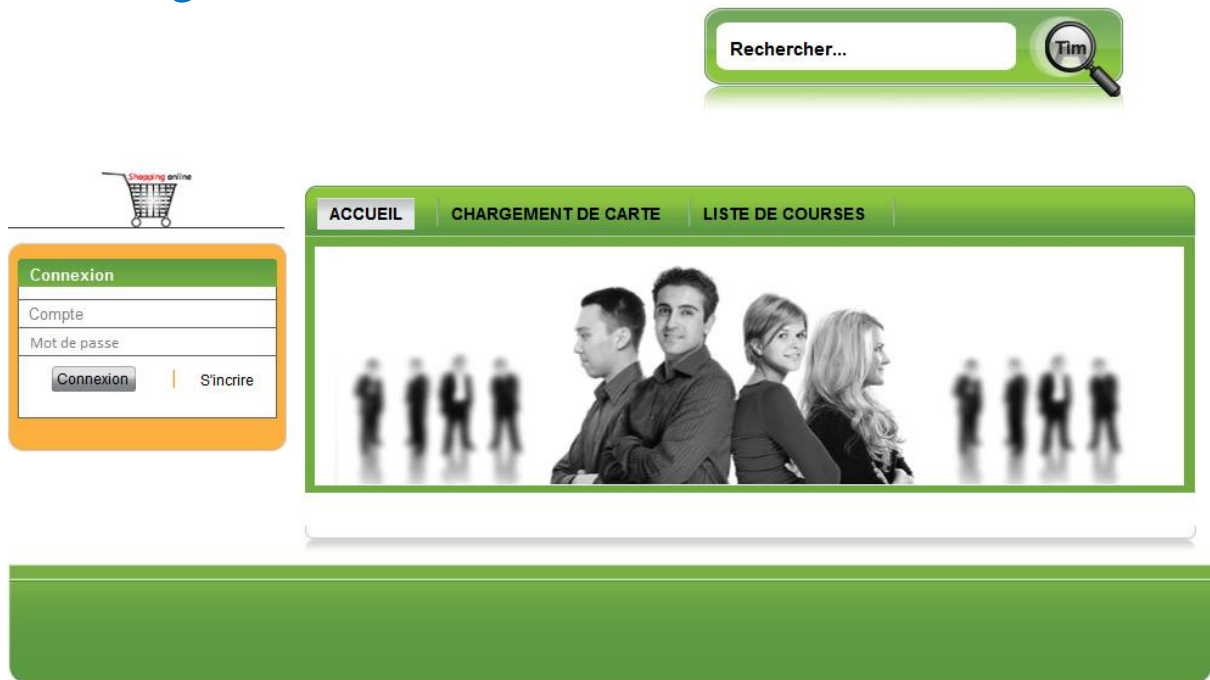 Rechercher...
Tim
Shopping online
ACCUEIL
CHARGEMENT DE CARTE
LISTE DE COURSES
Connexion
Compte
Mot de passe
Connexion | S'incrire